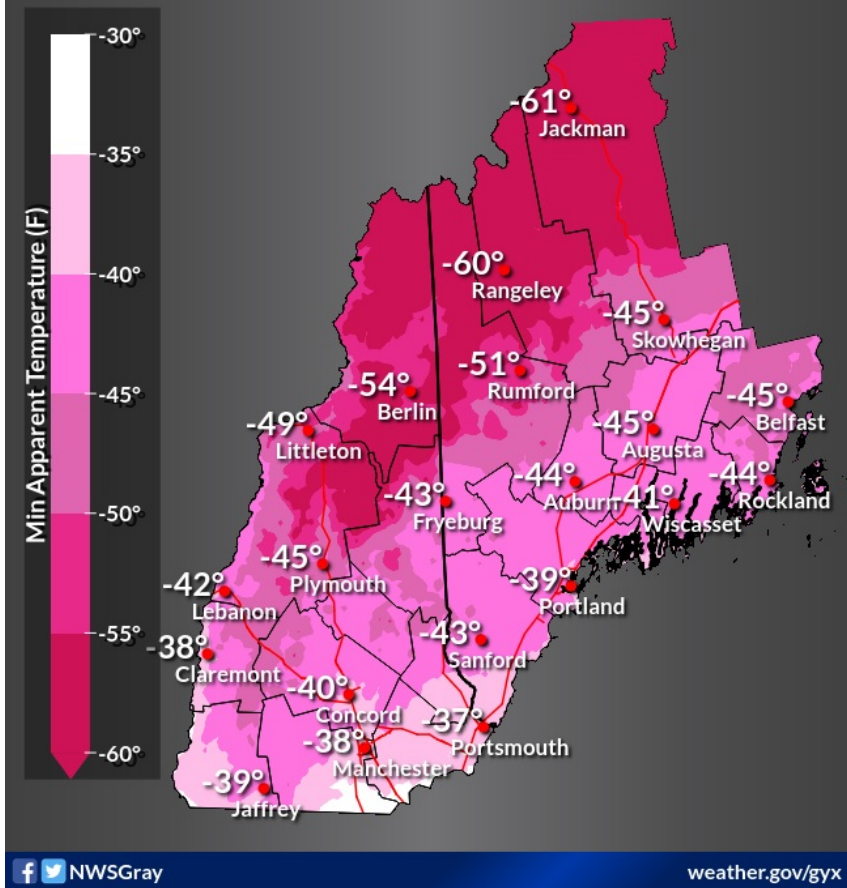 -30°
-35°
-40°
-45°
-50°
-55°
-60°
Min Apparent Temperature (F)
-61°
Jackman
-60°
Rangeley
-45°
Skowhegan
-51°
Rumford
-54°
Berlin
-45°
Belfast
-49°
Littleton
-45°
Augusta
-44°
Auburn
-41°
Wiscasset
-44°
Rockland
-43°
Fryeburg
-45°
Plymouth
-42°
Lebanon
-39°
Portland
-38°
Claremont
-43°
Sanford
-40°
Concord
-37°
Portsmouth
-38°
Manchester
-39°
Jaffrey
NWSGray
weather.gov/gyx